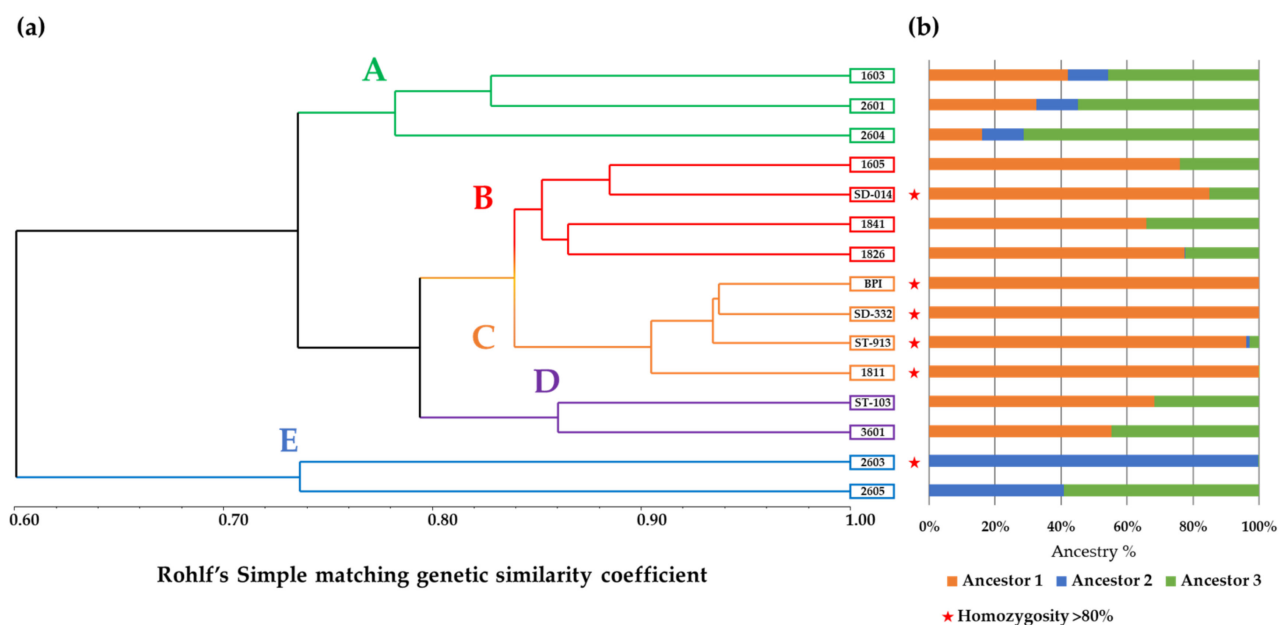 (a)
(b)
A
1603
2601
2604
1605
B
SD-014
1841
1826
BPI
SD-332
C
ST-913
1811
D
ST-103
3601
E
2603
2605
0.60 0.70 0.80 0.90 1.00
0% 20% 40% 60% 80% 100%
Ancestry %
Rohlf's Simple matching genetic similarity coefficient
Ancestor 1 Ancestor 2 Ancestor 3
★ Homozygosity >80%